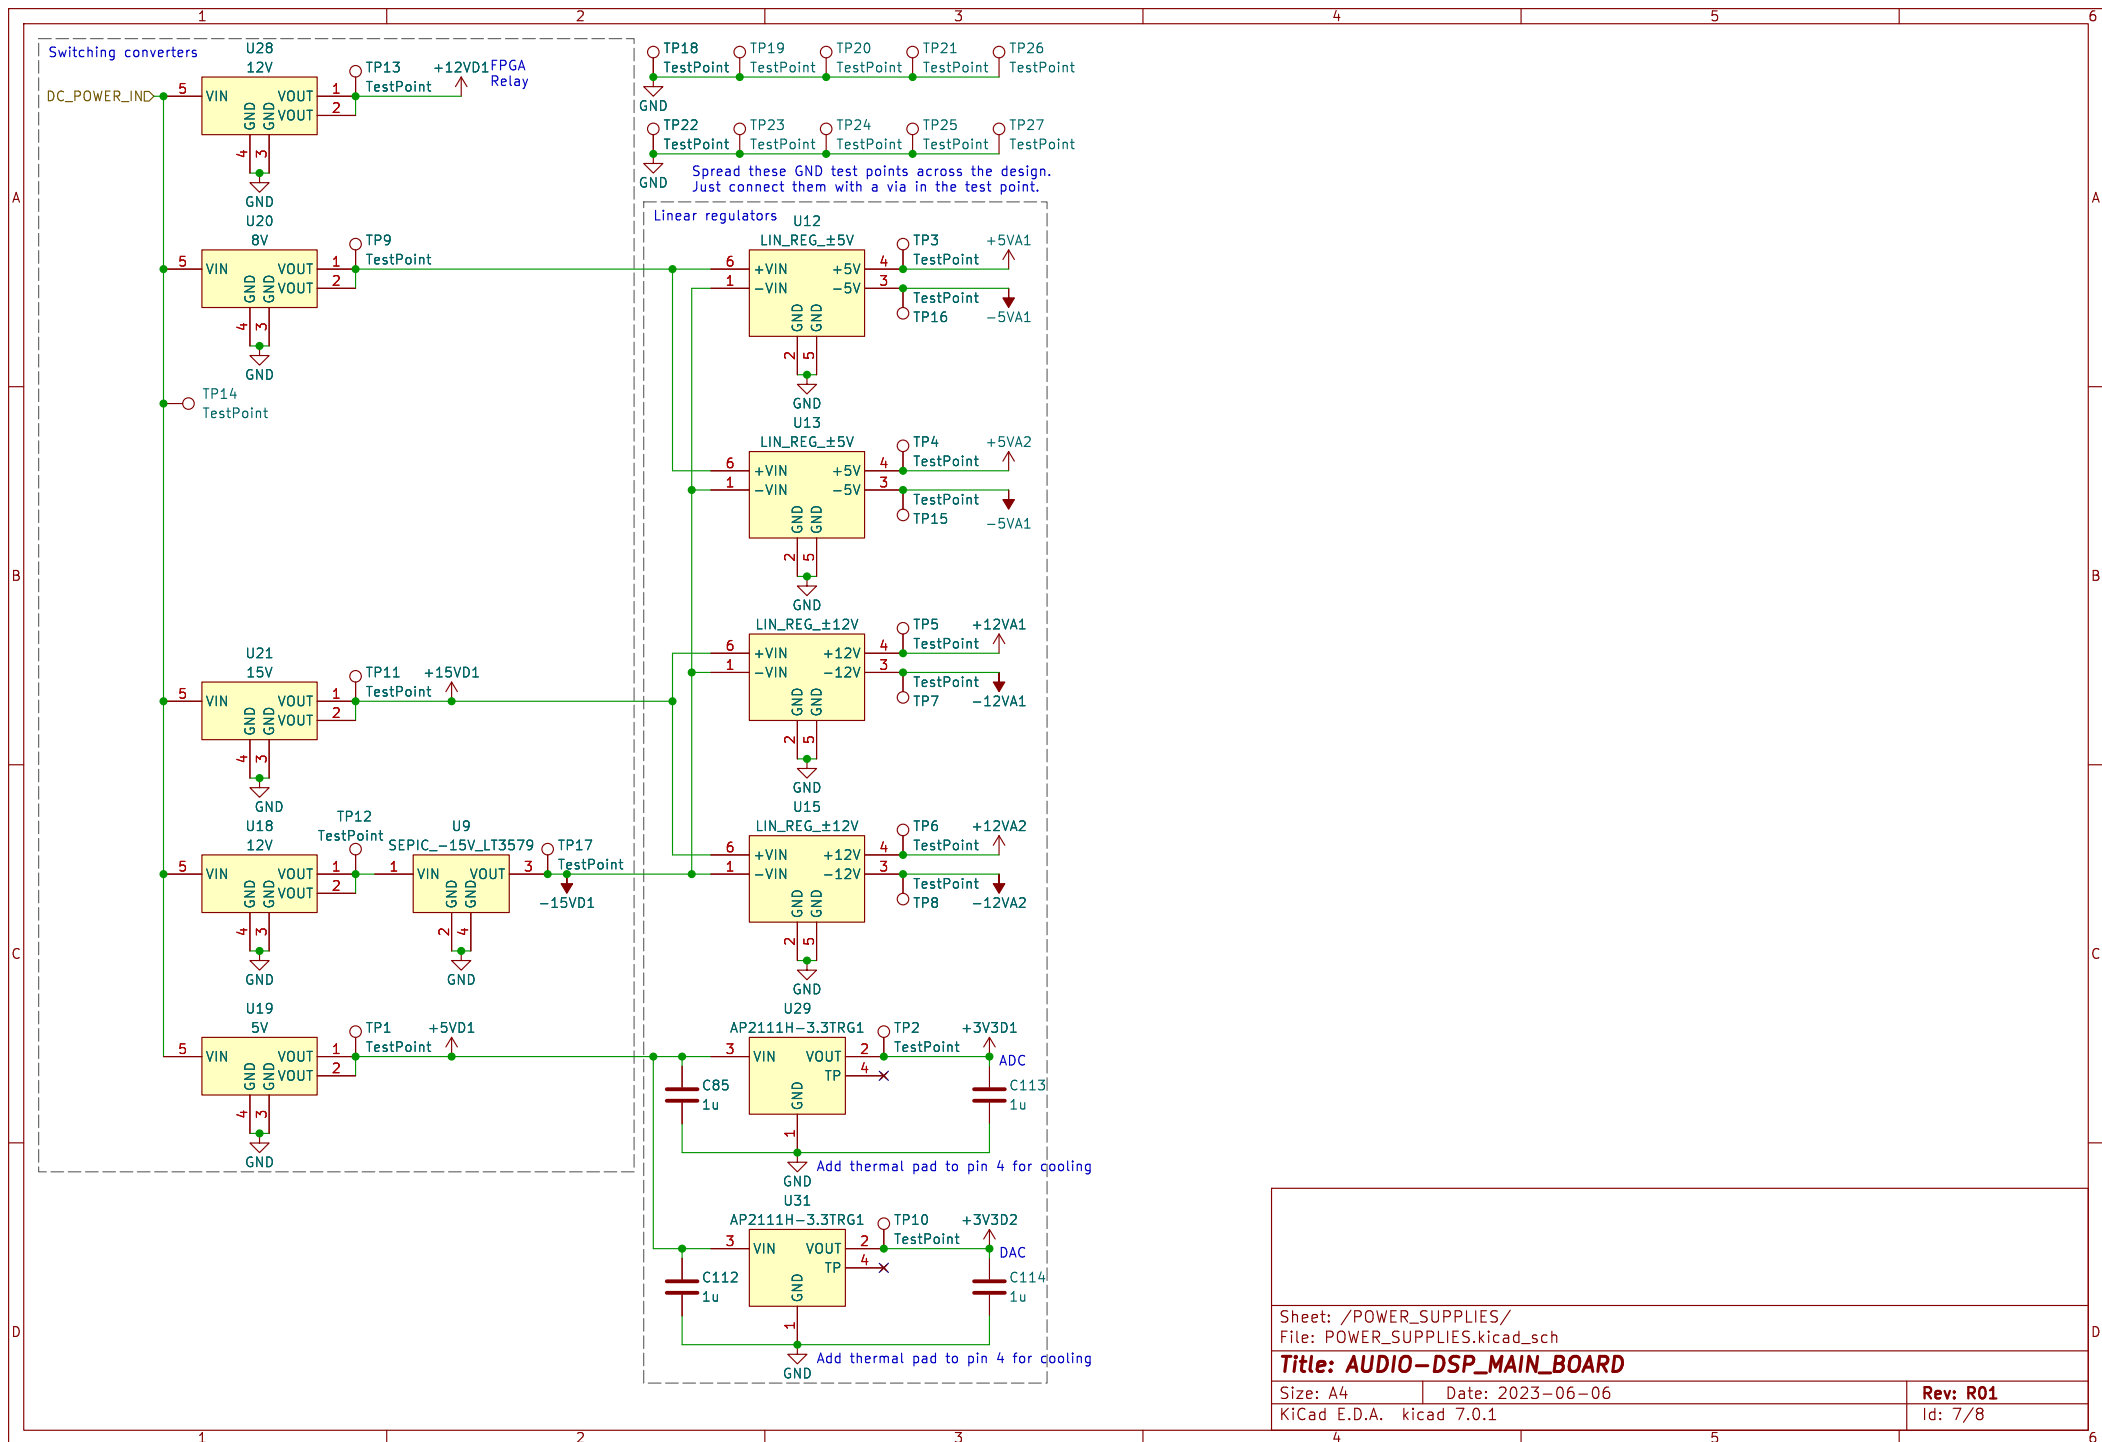 1 2 3 4 5 6
Switching converters
U28
12V
DC_POWER_IN
5 VIN VOUT 1
VOUT 2
GND GND
4 3
GND
TP13
TestPoint
+12VD1
FPGA
Relay
TP18
TestPoint
TP19
TestPoint
TP20
TestPoint
TP21
TestPoint
TP26
TestPoint
GND
TP22
TestPoint
TP23
TestPoint
TP24
TestPoint
TP25
TestPoint
TP27
TestPoint
GND
Spread these GND test points across the design.
Just connect them with a via in the test point.
A A
U20
8V
5 VIN VOUT 1
VOUT 2
GND GND
4 3
GND
TP9
TestPoint
TP14
TestPoint
Linear regulators
U12
LIN_REG_±5V
6 +VIN +5V 4
1 -VIN -5V 3
GND GND
2 5
GND
TP3
TestPoint
+5VA1
TestPoint
TP16
-5VA1
U13
LIN_REG_±5V
6 +VIN +5V 4
1 -VIN -5V 3
GND GND
2 5
GND
TP4
TestPoint
+5VA2
TestPoint
TP15
-5VA1
B B
U21
15V
5 VIN VOUT 1
VOUT 2
GND GND
4 3
GND
TP11
TestPoint
+15VD1
LIN_REG_±12V
6 +VIN +12V 4
1 -VIN -12V 3
GND GND
2 5
GND
TP5
TestPoint
+12VA1
TestPoint
TP7
-12VA1
U18
12V
5 VIN VOUT 1
VOUT 2
GND GND
4 3
GND
TP12
TestPoint
U9
SEPIC_-15V_LT3579
1 VIN VOUT 3
GND GND
2 4
GND
TP17
TestPoint
-15VD1
U15
LIN_REG_±12V
6 +VIN +12V 4
1 -VIN -12V 3
GND GND
2 5
GND
TP6
TestPoint
+12VA2
TestPoint
TP8
-12VA2
C C
U19
5V
5 VIN VOUT 1
VOUT 2
GND GND
4 3
GND
TP1
TestPoint
+5VD1
U29
AP2111H-3.3TRG1
3 VIN VOUT 2
TP 4
GND
1
GND
TP2
TestPoint
+3V3D1
ADC
C85
1u
C113
1u
Add thermal pad to pin 4 for cooling
U31
AP2111H-3.3TRG1
3 VIN VOUT 2
TP 4
GND
1
GND
TP10
TestPoint
+3V3D2
DAC
C112
1u
C114
1u
Add thermal pad to pin 4 for cooling
D D
Sheet: /POWER_SUPPLIES/
File: POWER_SUPPLIES.kicad_sch
Title: AUDIO-DSP_MAIN_BOARD
Size: A4 Date: 2023-06-06 Rev: R01
KiCad E.D.A. kicad 7.0.1 Id: 7/8
1 2 3 4 5 6